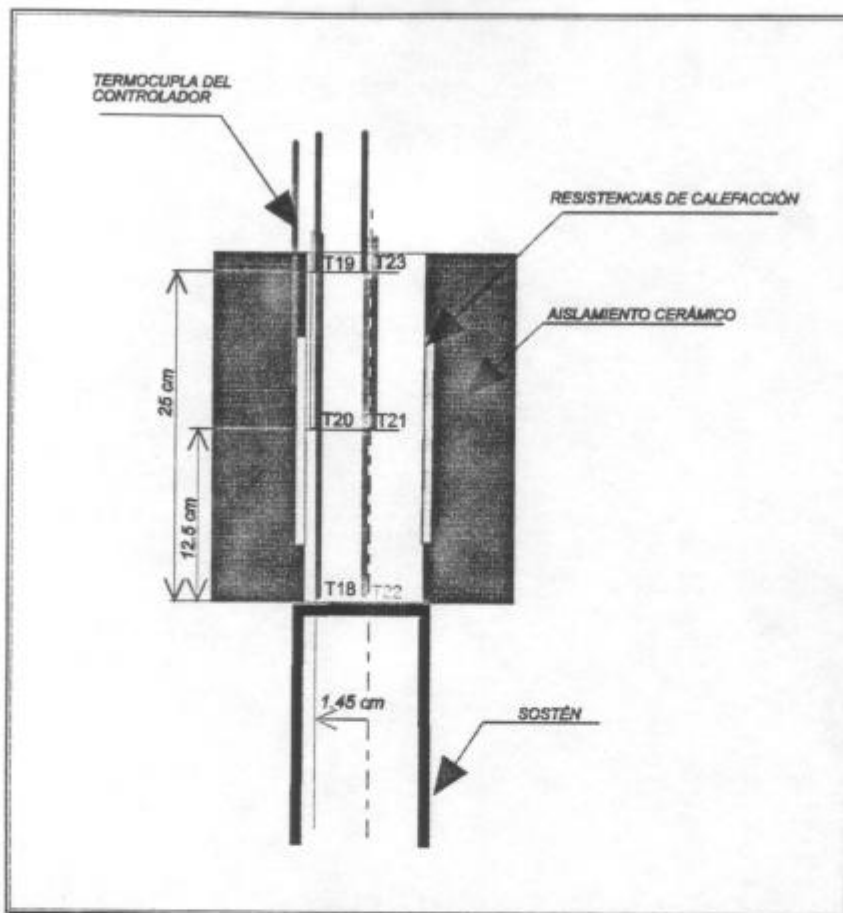 TERMOCUPLA DEL
CONTROLADOR
RESISTENCIAS DE CALEFACCIÓN
T19
T23
AISLAMIENTO CERÁMICO
25 cm
T20
T21
12.5 cm
T18
T22
1,45 cm
SOSTÉN